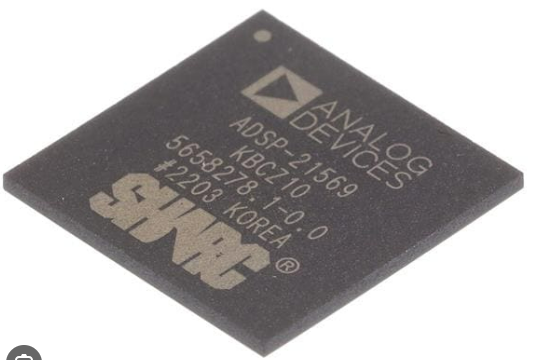 ANALOG
DEVICES
ADSP-21569
KBCZ10
5658278.1-0.0
#2203 KOREA
SHARC®